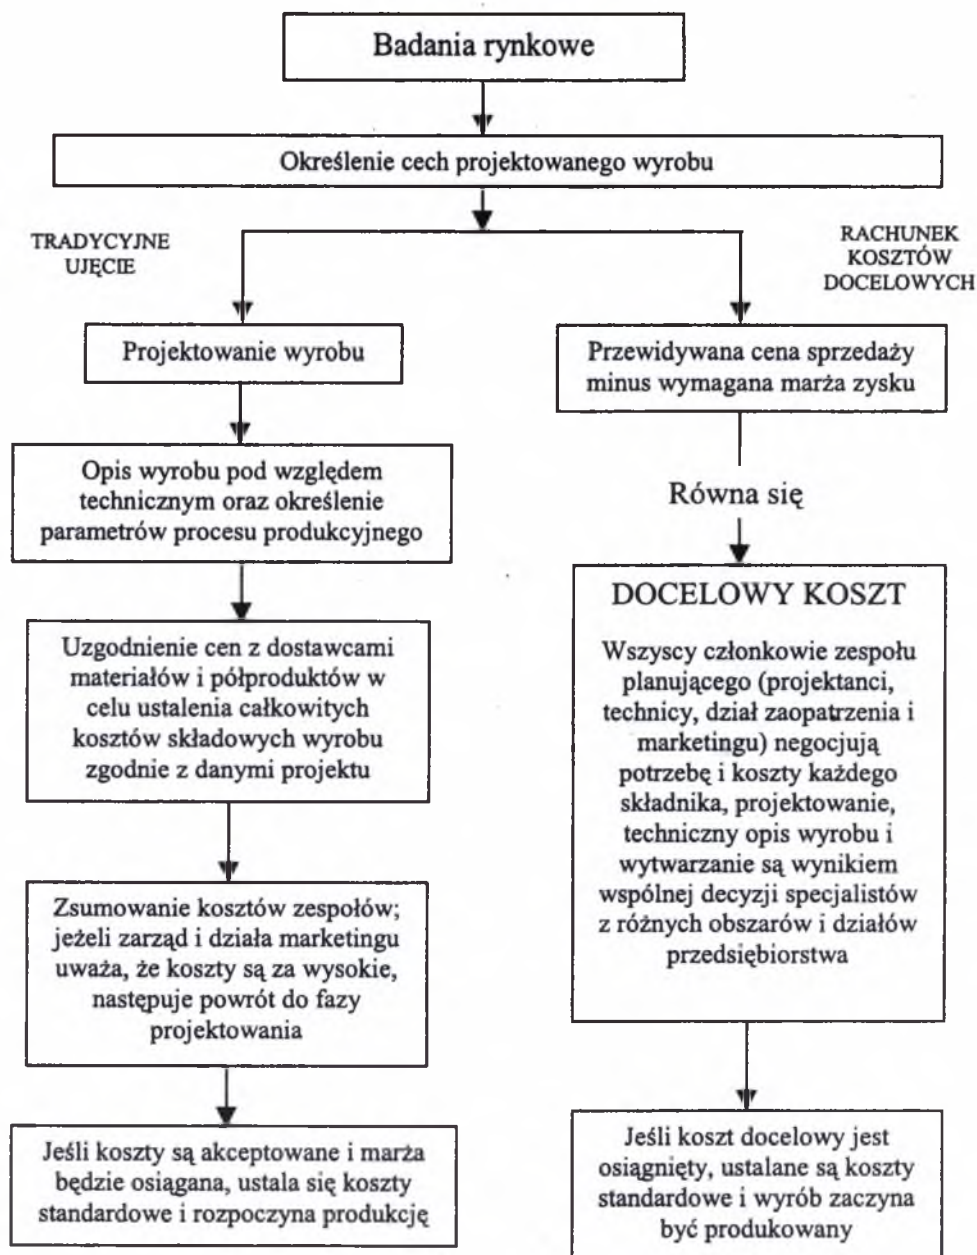 Badania rynkowe
Określenie cech projektowanego wyrobu
TRADYCYJNE
UJĘCIE
RACHUNEK
KOSZTÓW
DOCELOWYCH
Projektowanie wyrobu
Opis wyrobu pod względem
technicznym oraz określenie
parametrów procesu produkcyjnego
Uzgodnienie cen z dostawcami
materiałów i półproduktów w
celu ustalenia całkowitych
kosztów składowych wyrobu
zgodnie z danymi projektu
Zsumowanie kosztów zespołów;
jeżeli zarząd i działa marketingu
uważa, że koszty są za wysokie,
następuje powrót do fazy
projektowania
Jeśli koszty są akceptowane i marża
będzie osiągana, ustala się koszty
standardowe i rozpoczyna produkcję
Przewidywana cena sprzedaży
minus wymagana marża zysku
Równa się
DOCELOWY KOSZT
Wszyscy członkowie zespołu
planującego (projektanci,
technicy, dział zaopatrzenia i
marketingu) negocjują
potrzebę i koszty każdego
składnika, projektowanie,
techniczny opis wyrobu i
wytwarzanie są wynikiem
wspólnej decyzji specjalistów
z różnych obszarów i działów
przedsiębiorstwa
Jeśli koszt docelowy jest
osiągnięty, ustalane są koszty
standardowe i wyrób zaczyna
być produkowany